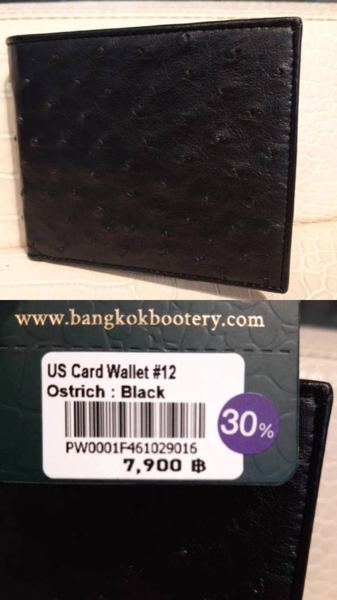 www.bangkokbootery.com
US Card Wallet #12
Ostrich : Black
30%
PW0001F461029016
7,900 ฿